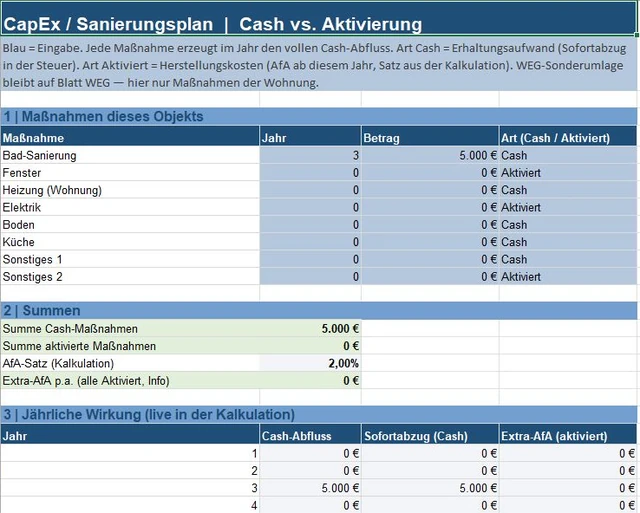 CapEx / Sanierungsplan | Cash vs. Aktivierung
Blau = Eingabe. Jede Maßnahme erzeugt im Jahr den vollen Cash-Abfluss. Art Cash = Erhaltungsaufwand (Sofortabzug
in der Steuer). Art Aktiviert = Herstellungskosten (AfA ab diesem Jahr, Satz aus der Kalkulation). WEG-Sonderumlage
bleibt auf Blatt WEG — hier nur Maßnahmen der Wohnung.
1 | Maßnahmen dieses Objekts
Maßnahme Jahr Betrag Art (Cash / Aktiviert)
Bad-Sanierung 3 5.000 € Cash
Fenster 0 0 € Aktiviert
Heizung (Wohnung) 0 0 € Cash
Elektrik 0 0 € Aktiviert
Boden 0 0 € Cash
Küche 0 0 € Cash
Sonstiges 1 0 0 € Cash
Sonstiges 2 0 0 € Aktiviert
2 | Summen
Summe Cash-Maßnahmen 5.000 €
Summe aktivierte Maßnahmen 0 €
AfA-Satz (Kalkulation) 2,00%
Extra-AfA p.a. (alle Aktiviert, Info) 0 €
3 | Jährliche Wirkung (live in der Kalkulation)
Jahr Cash-Abfluss Sofortabzug (Cash) Extra-AfA (aktiviert)
1 0 € 0 € 0 €
2 0 € 0 € 0 €
3 5.000 € 5.000 € 0 €
4 0 € 0 € 0 €